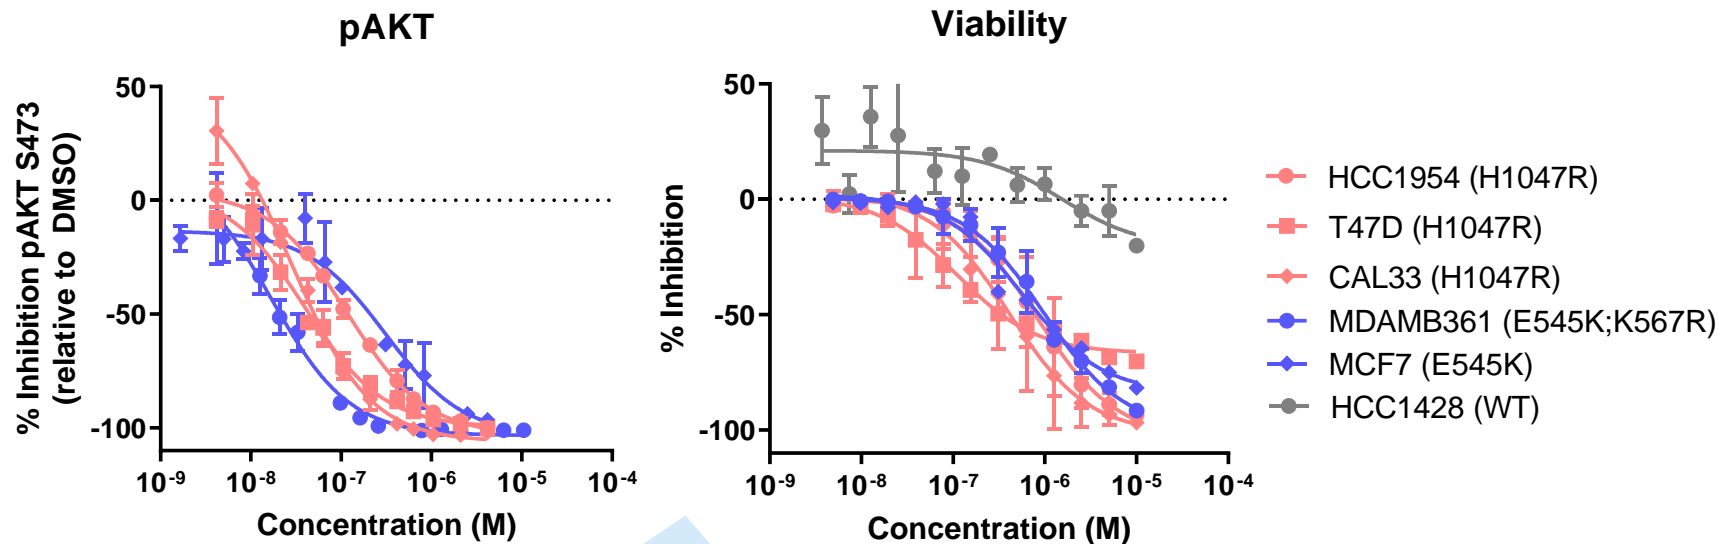 pAKT
% Inhibition pAKT S473
(relative to DMSO)
50
0
-50
-100
10-9
10-8
10-7
10-6
10-5
10-4
Concentration (M)
Viability
% Inhibition
50
0
-50
-100
10-9
10-8
10-7
10-6
10-5
10-4
Concentration (M)
HCC1954 (H1047R)
T47D (H1047R)
CAL33 (H1047R)
MDAMB361 (E545K;K567R)
MCF7 (E545K)
HCC1428 (WT)